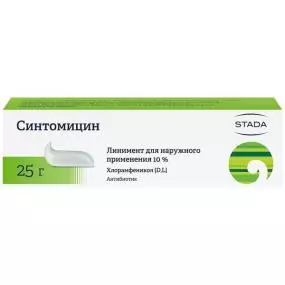 Синтомицин
STADA
Линимент для наружного
применения 10 %
Хлорамфеникол (D,L)
Антибиотик
25 г